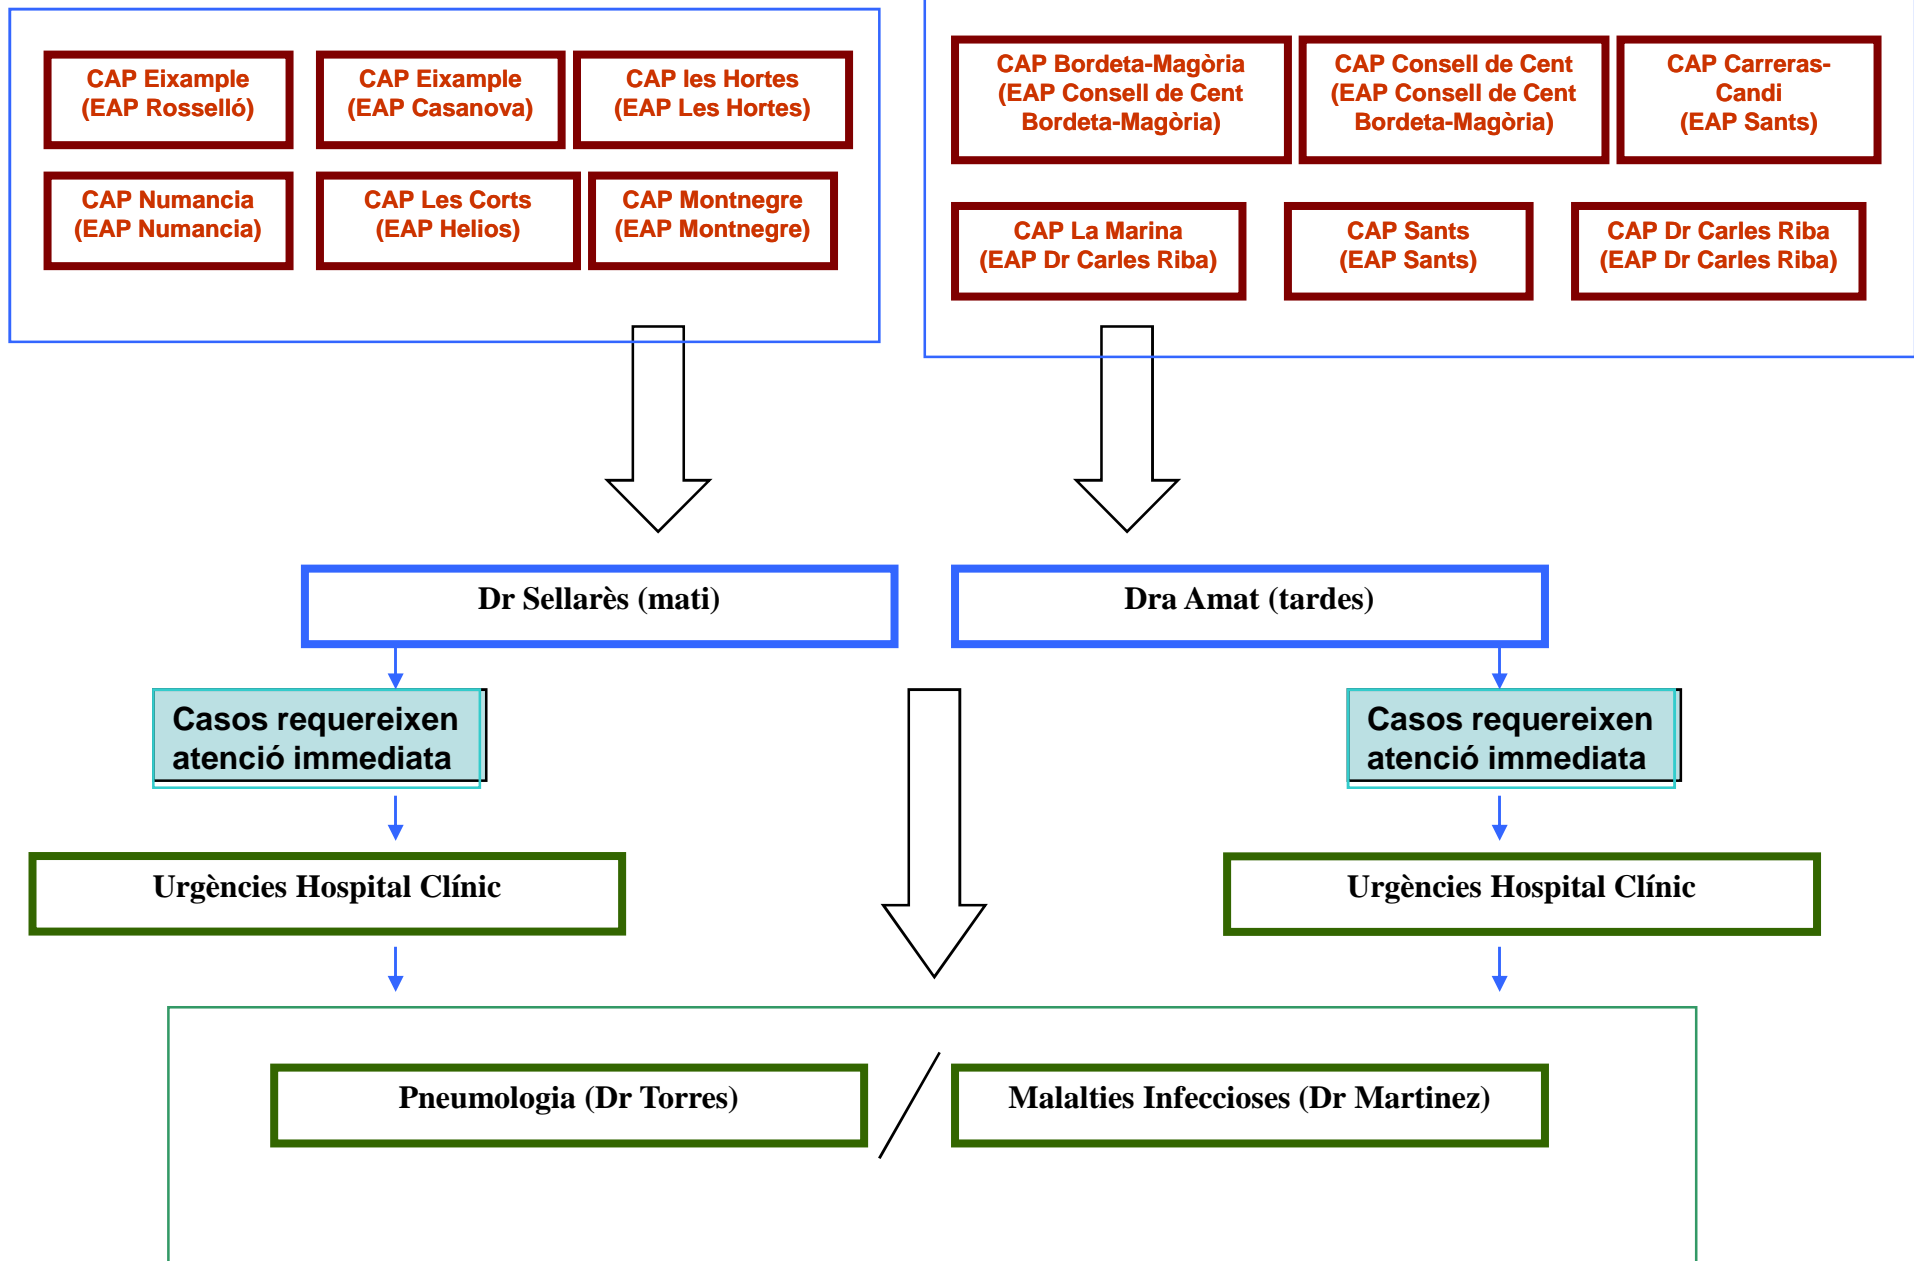 CAP Eixample
(EAP Rosselló)
CAP Eixample
(EAP Casanova)
CAP les Hortes
(EAP Les Hortes)
CAP Numancia
(EAP Numancia)
CAP Les Corts
(EAP Helios)
CAP Montnegre
(EAP Montnegre)
CAP Bordeta-Magòria
(EAP Consell de Cent
Bordeta-Magòria)
CAP Consell de Cent
(EAP Consell de Cent
Bordeta-Magòria)
CAP Carreras-
Candi
(EAP Sants)
CAP La Marina
(EAP Dr Carles Riba)
CAP Sants
(EAP Sants)
CAP Dr Carles Riba
(EAP Dr Carles Riba)
Dr Sellarès (mati)
Dra Amat (tardes)
Casos requereixen
atenció immediata
Casos requereixen
atenció immediata
Urgències Hospital Clínic
Urgències Hospital Clínic
Pneumologia (Dr Torres)
Malalties Infeccioses (Dr Martinez)